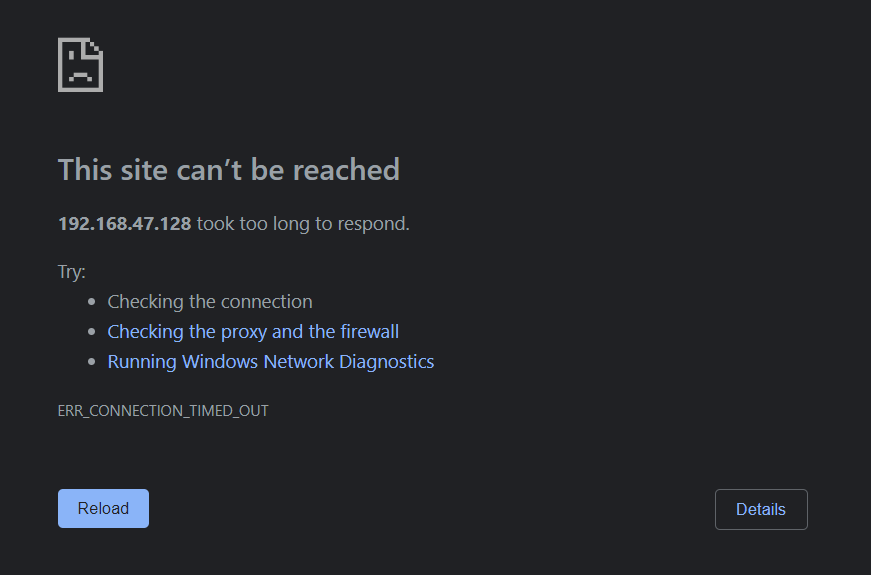 This site can’t be reached
192.168.47.128 took too long to respond.
Try:
Checking the connection
Checking the proxy and the firewall
Running Windows Network Diagnostics
ERR_CONNECTION_TIMED_OUT
Reload
Details